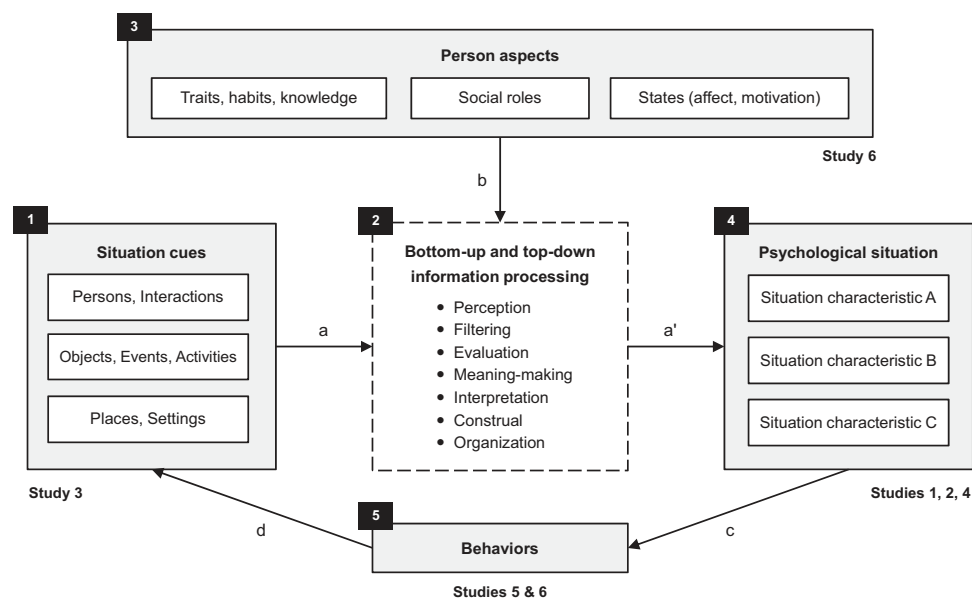 3
Person aspects
Traits, habits, knowledge
Social roles
States (affect, motivation)
Study 6
b
1
Situation cues
Persons, Interactions
Objects, Events, Activities
Places, Settings
Study 3
a
2
Bottom-up and top-down
information processing
• Perception
• Filtering
• Evaluation
• Meaning-making
• Interpretation
• Construal
• Organization
a'
4
Psychological situation
Situation characteristic A
Situation characteristic B
Situation characteristic C
Studies 1, 2, 4
d
5
Behaviors
Studies 5 & 6
c